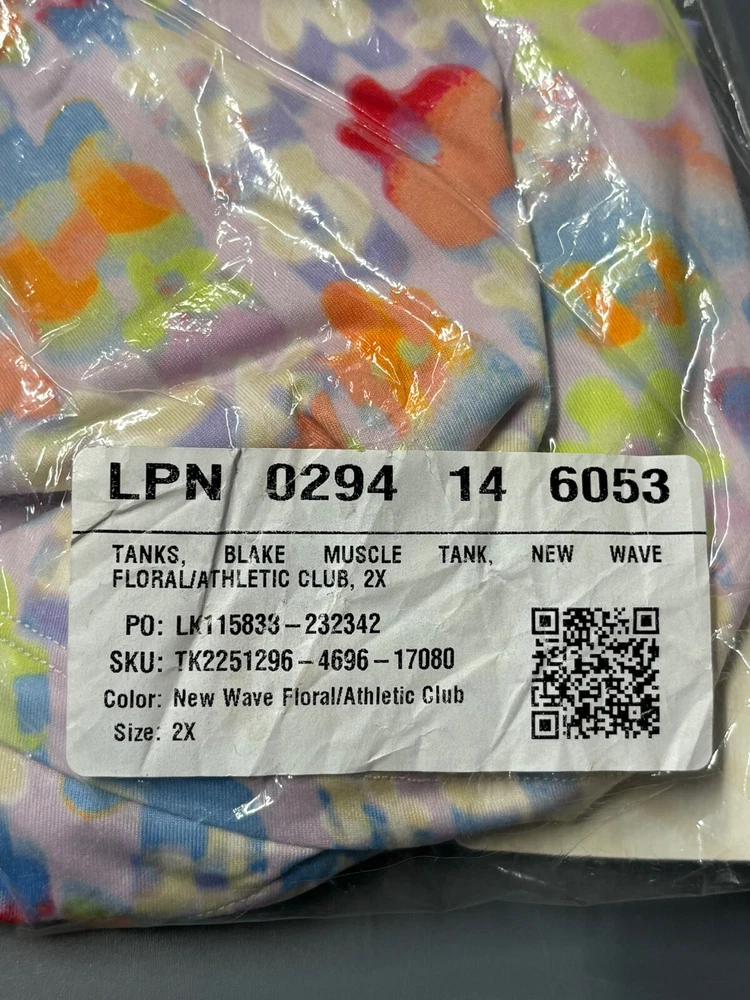 LPN 0294 14 6053
TANKS, BLAKE MUSCLE TANK, NEW WAVE
FLORAL/ATHLETIC CLUB, 2X
PO: LK115833-232342
SKU: TK2251296-4696-17080
Color: New Wave Floral/Athletic Club
Size: 2X